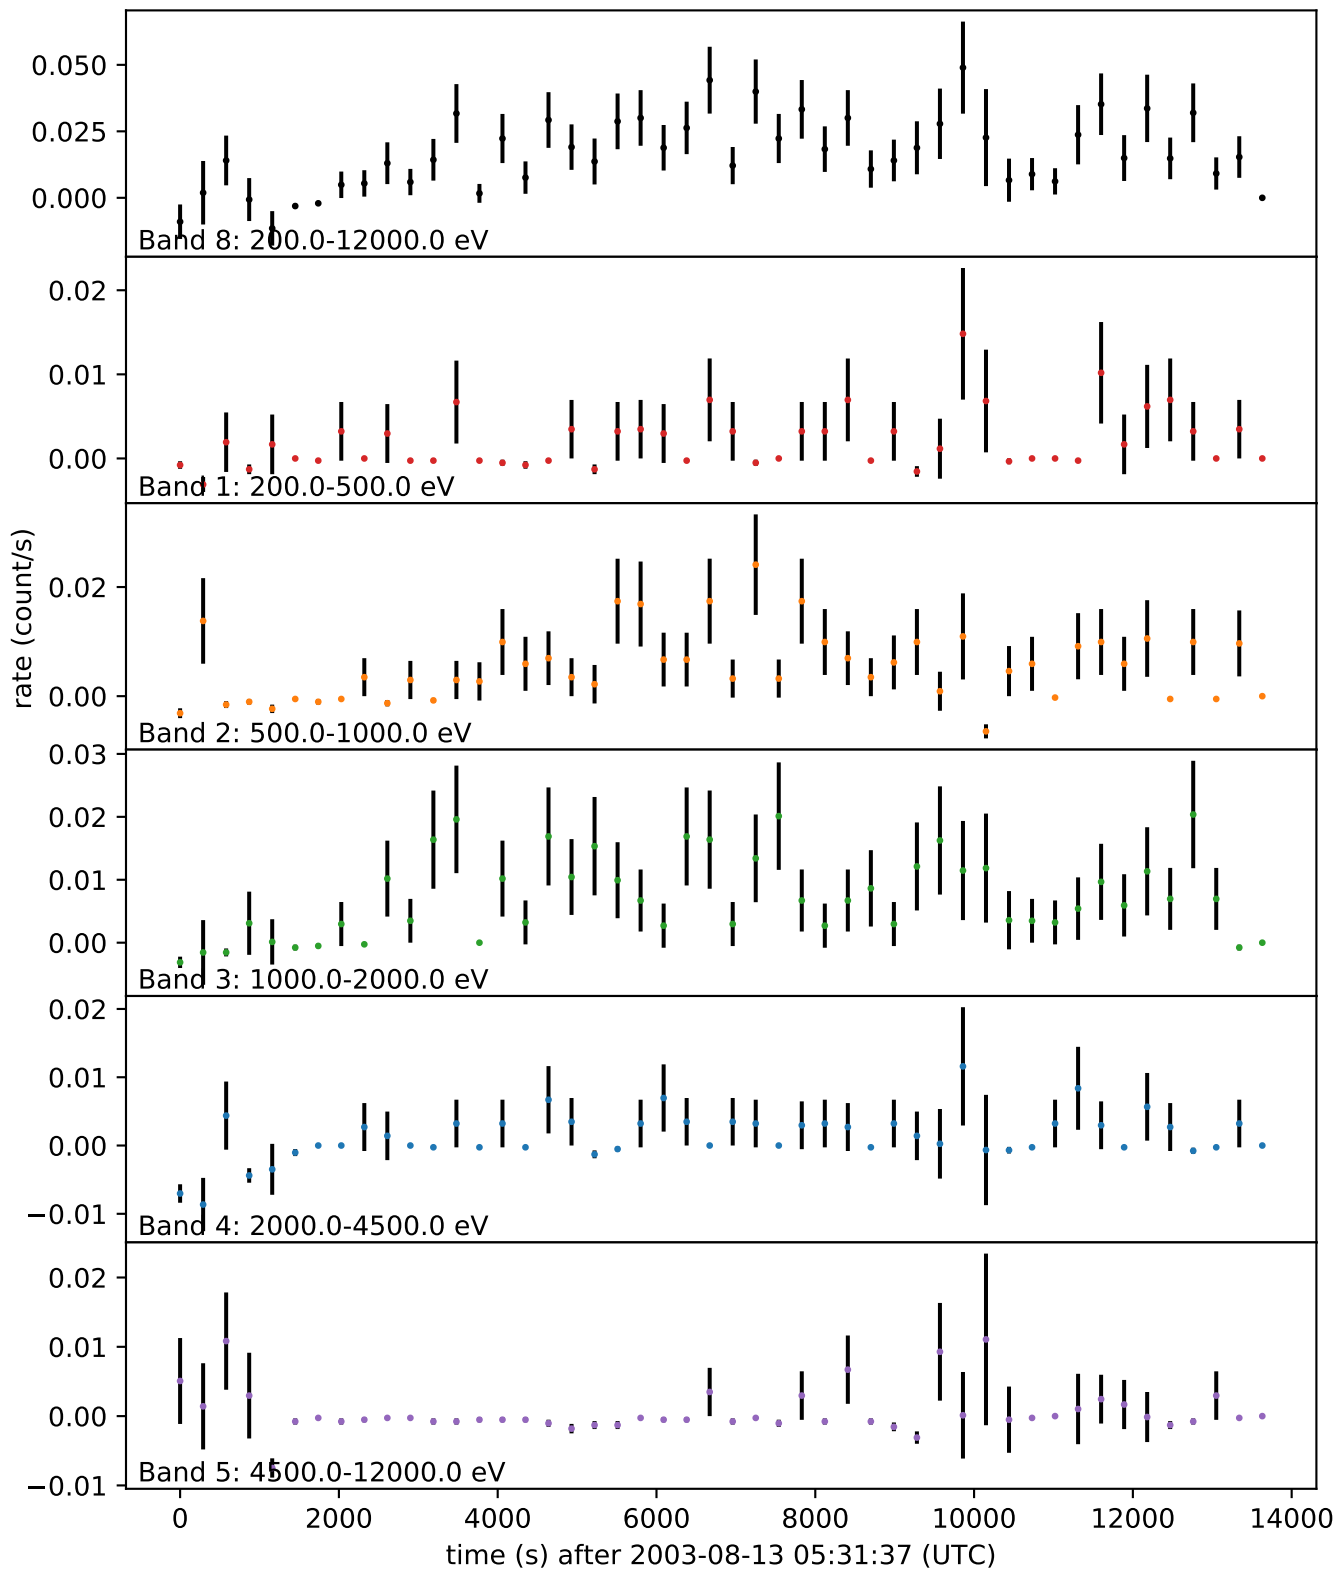 0.050
0.025
0.000
Band 8: 200.0-12000.0 eV
0.02
0.01
0.00
Band 1: 200.0-500.0 eV
rate (count/s)
0.02
0.00
Band 2: 500.0-1000.0 eV
0.03
0.02
0.01
0.00
Band 3: 1000.0-2000.0 eV
0.02
0.01
0.00
−0.01
Band 4: 2000.0-4500.0 eV
0.02
0.01
0.00
−0.01
Band 5: 4500.0-12000.0 eV
0 2000 4000 6000 8000 10000 12000 14000
time (s) after 2003-08-13 05:31:37 (UTC)